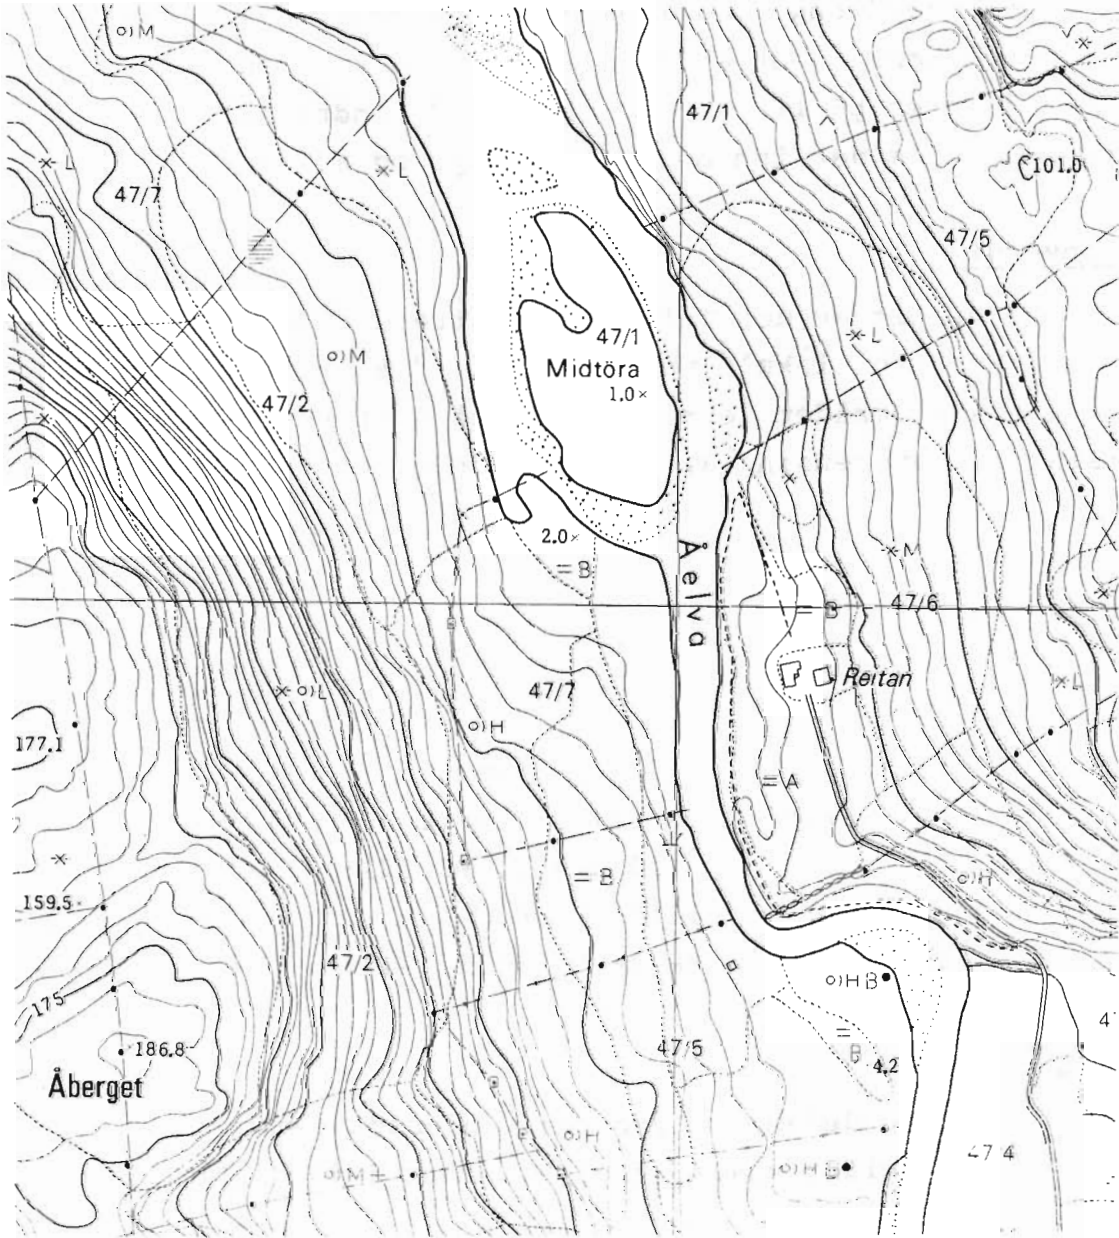 M
47/1
L
L
C101.0
47/7
47/5
47/1
L
M
Midtöra
1.0
47/2
2.0
= B
M
Åelva
47/6
= B
Reitan
L
47/7
L
H
177.1
= A
= B
H
159.5
47/2
H B
175
47/5
= B
4.2
186.8
Åberget
H
47 4
M
H B